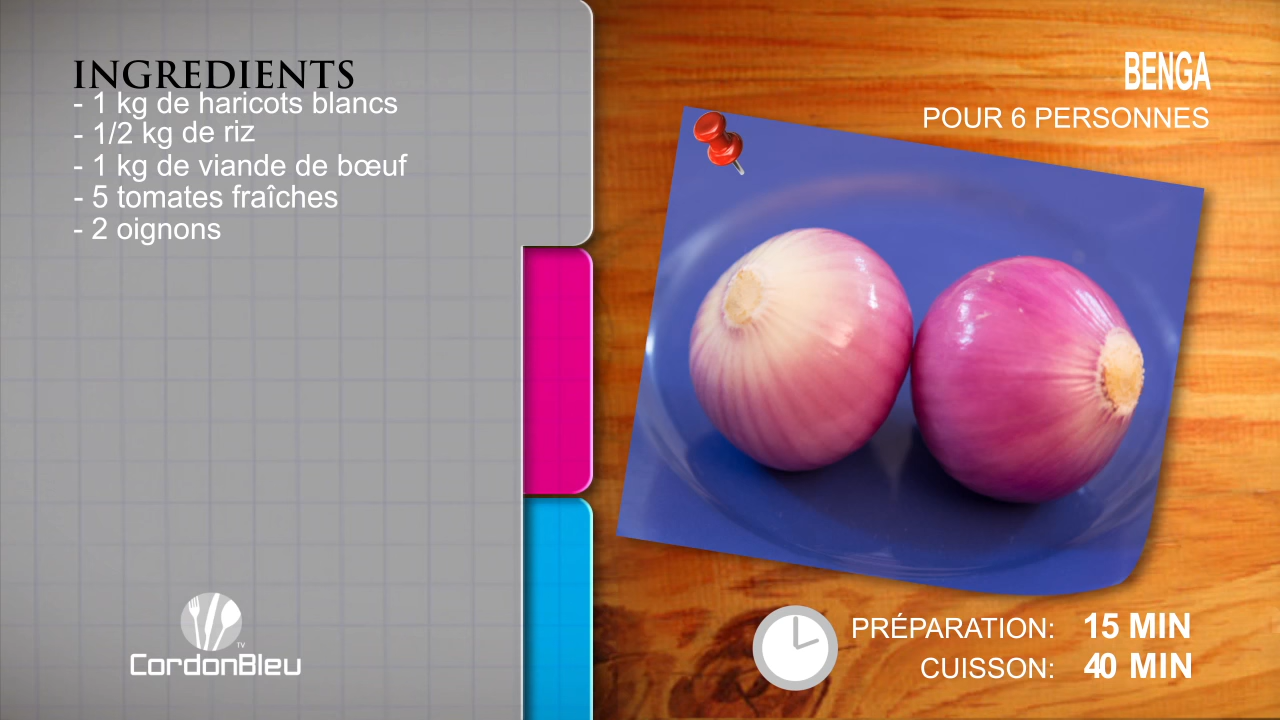 INGREDIENTS
- 1 kg de haricots blancs
- 1/2 kg de riz
- 1 kg de viande de bœuf
- 5 tomates fraîches
- 2 oignons
BENGA
POUR 6 PERSONNES
PRÉPARATION: 15 MIN
CUISSON: 40 MIN
TV
CordonBleu